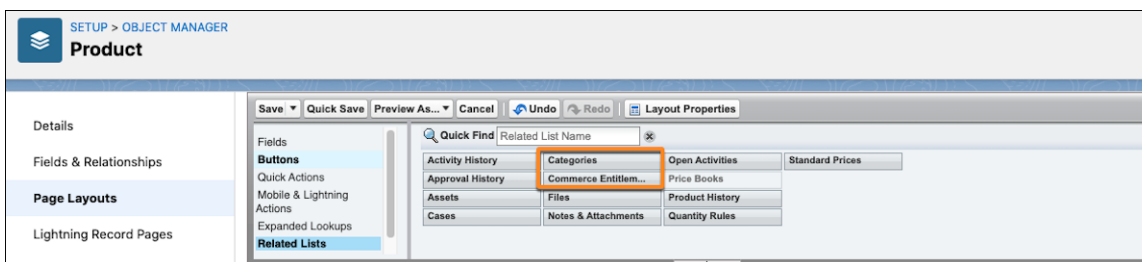 SETUP > OBJECT MANAGER
Product
Details
Fields & Relationships
Page Layouts
Lightning Record Pages
Save Quick Save Preview As... Cancel Undo Redo Layout Properties
Fields
Buttons
Quick Actions
Mobile & Lightning
Actions
Expanded Lookups
Related Lists
Quick Find Related List Name
Activity History Categories Open Activities Standard Prices
Approval History Commerce Entitlem... Price Books
Assets Files Product History
Cases Notes & Attachments Quantity Rules